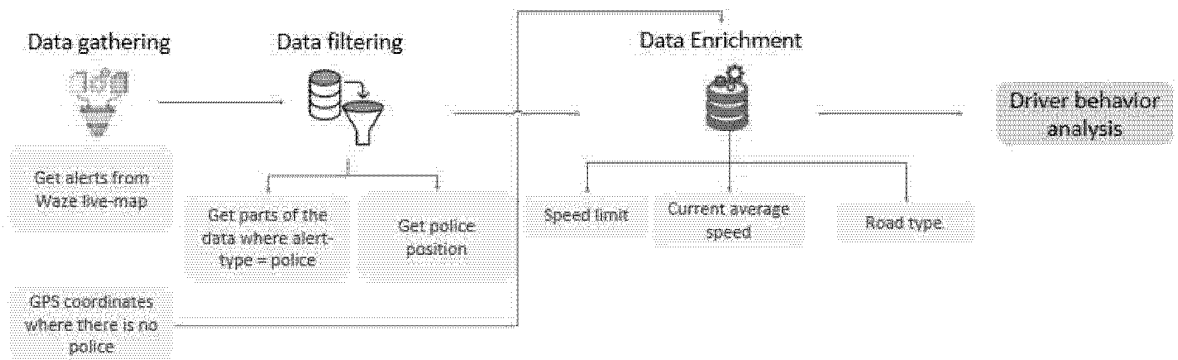 Data gathering
Data filtering
Data Enrichment
Driver behavior
analysis
Get alerts from
Waze live-map
Get parts of the
data where alert-
type = police
Get police
position
Speed limit
Current average
speed
Road type.
GPS coordinates
where there is no
police